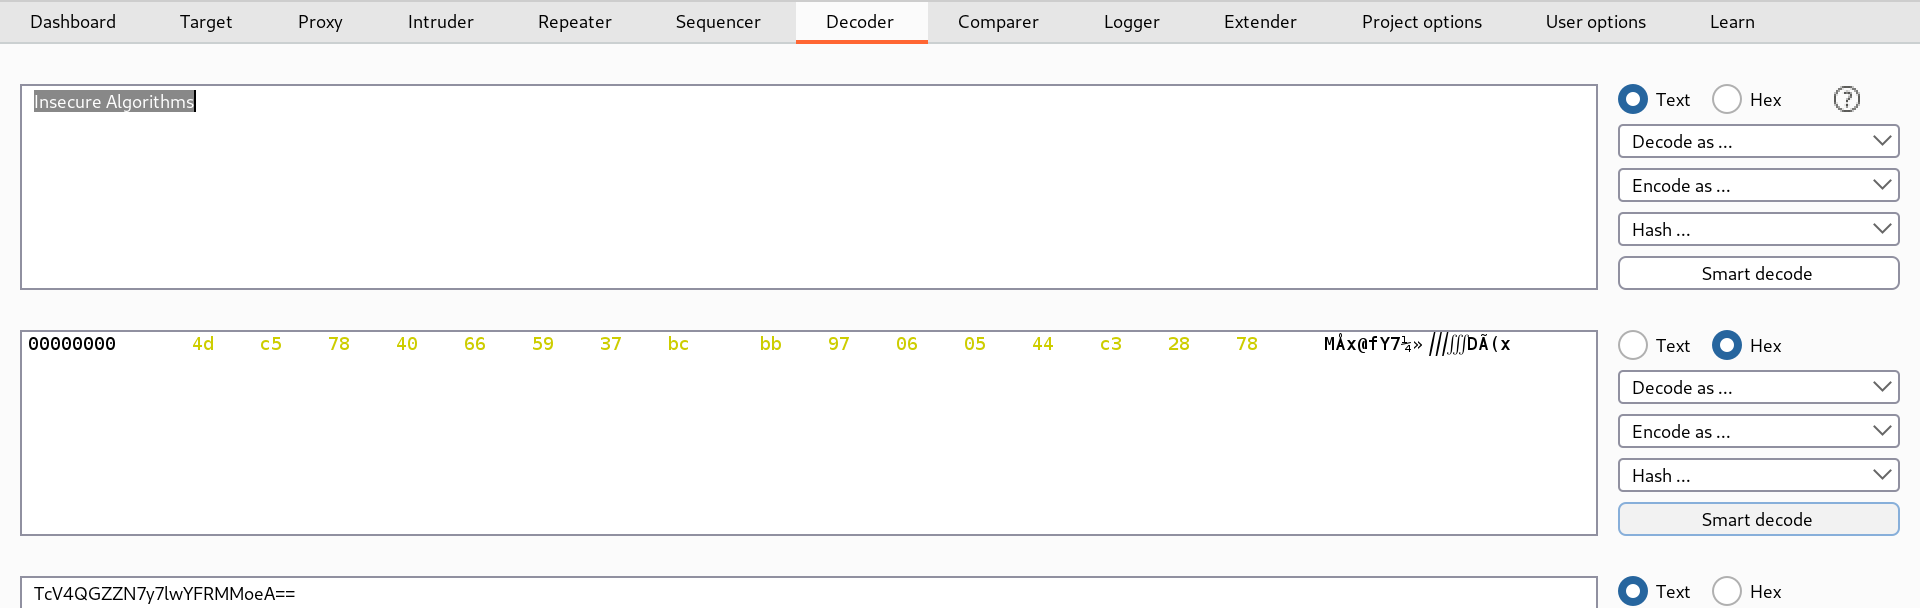 Dashboard Target Proxy Intruder Repeater Sequencer Decoder Comparer Logger Extender Project options User options Learn
Insecure Algorithms
Text Hex ?
Decode as ...
Encode as ...
Hash ...
Smart decode
00000000 4d c5 78 40 66 59 37 bc bb 97 06 05 44 c3 28 78 MÅx@fY7¼»
DÃ(x
Text Hex
Decode as ...
Encode as ...
Hash ...
Smart decode
TcV4QGZZN7y7lwYFRMMoeA==
Text Hex